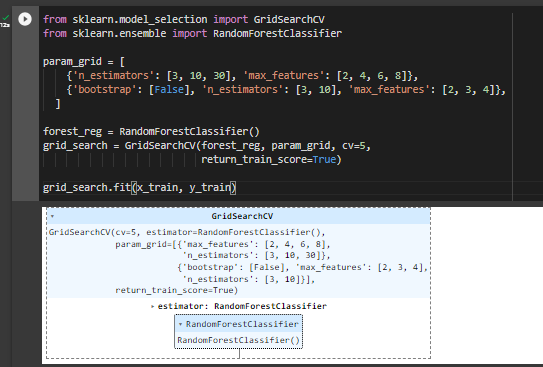 from sklearn.model_selection import GridSearchCV
from sklearn.ensemble import RandomForestClassifier
param_grid = [
{'n_estimators': [3, 10, 30], 'max_features': [2, 4, 6, 8]},
{'bootstrap': [False], 'n_estimators': [3, 10], 'max_features': [2, 3, 4]},
]
forest_reg = RandomForestClassifier()
grid_search = GridSearchCV(forest_reg, param_grid, cv=5,
return_train_score=True)
grid_search.fit(x_train, y_train)
GridSearchCV
GridSearchCV(cv=5, estimator=RandomForestClassifier(),
param_grid=[{'max_features': [2, 4, 6, 8],
'n_estimators': [3, 10, 30]},
{'bootstrap': [False], 'max_features': [2, 3, 4],
'n_estimators': [3, 10]}],
return_train_score=True)
estimator: RandomForestClassifier
RandomForestClassifier
RandomForestClassifier()